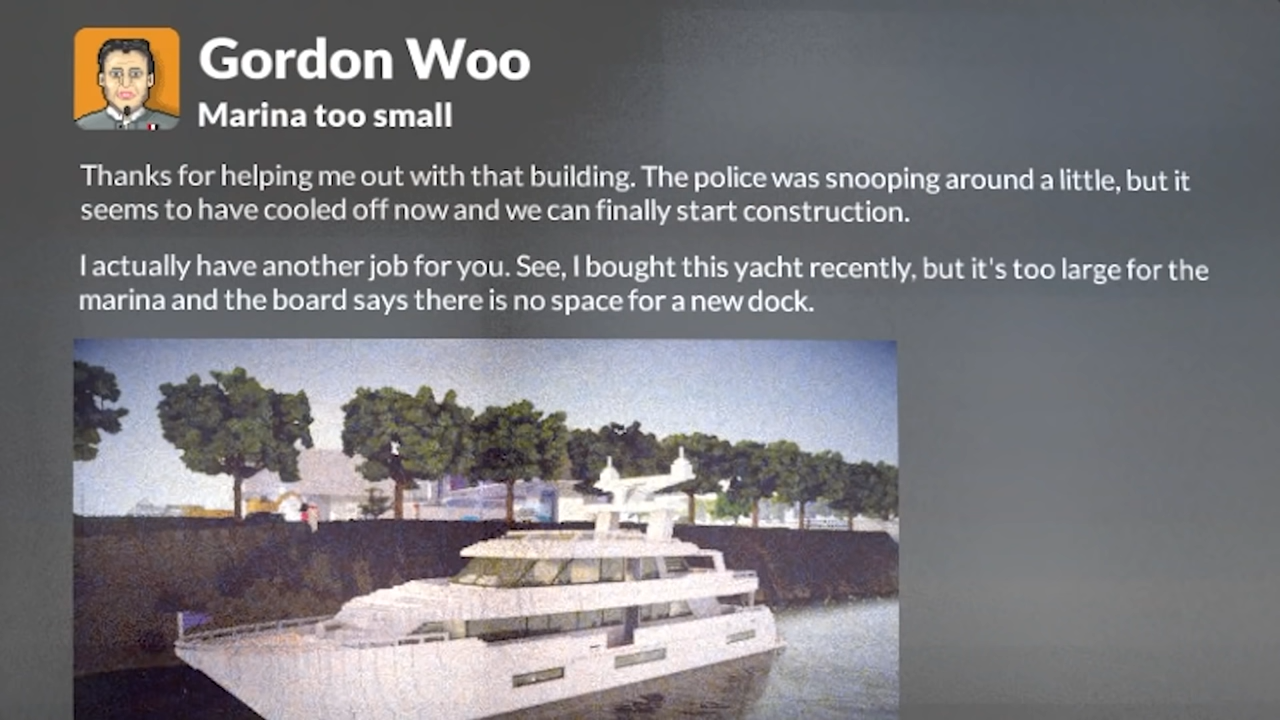 Gordon Woo
Marina too small
Thanks for helping me out with that building. The police was snooping around a little, but it
seems to have cooled off now and we can finally start construction.
I actually have another job for you. See, I bought this yacht recently, but it's too large for the
marina and the board says there is no space for a new dock.